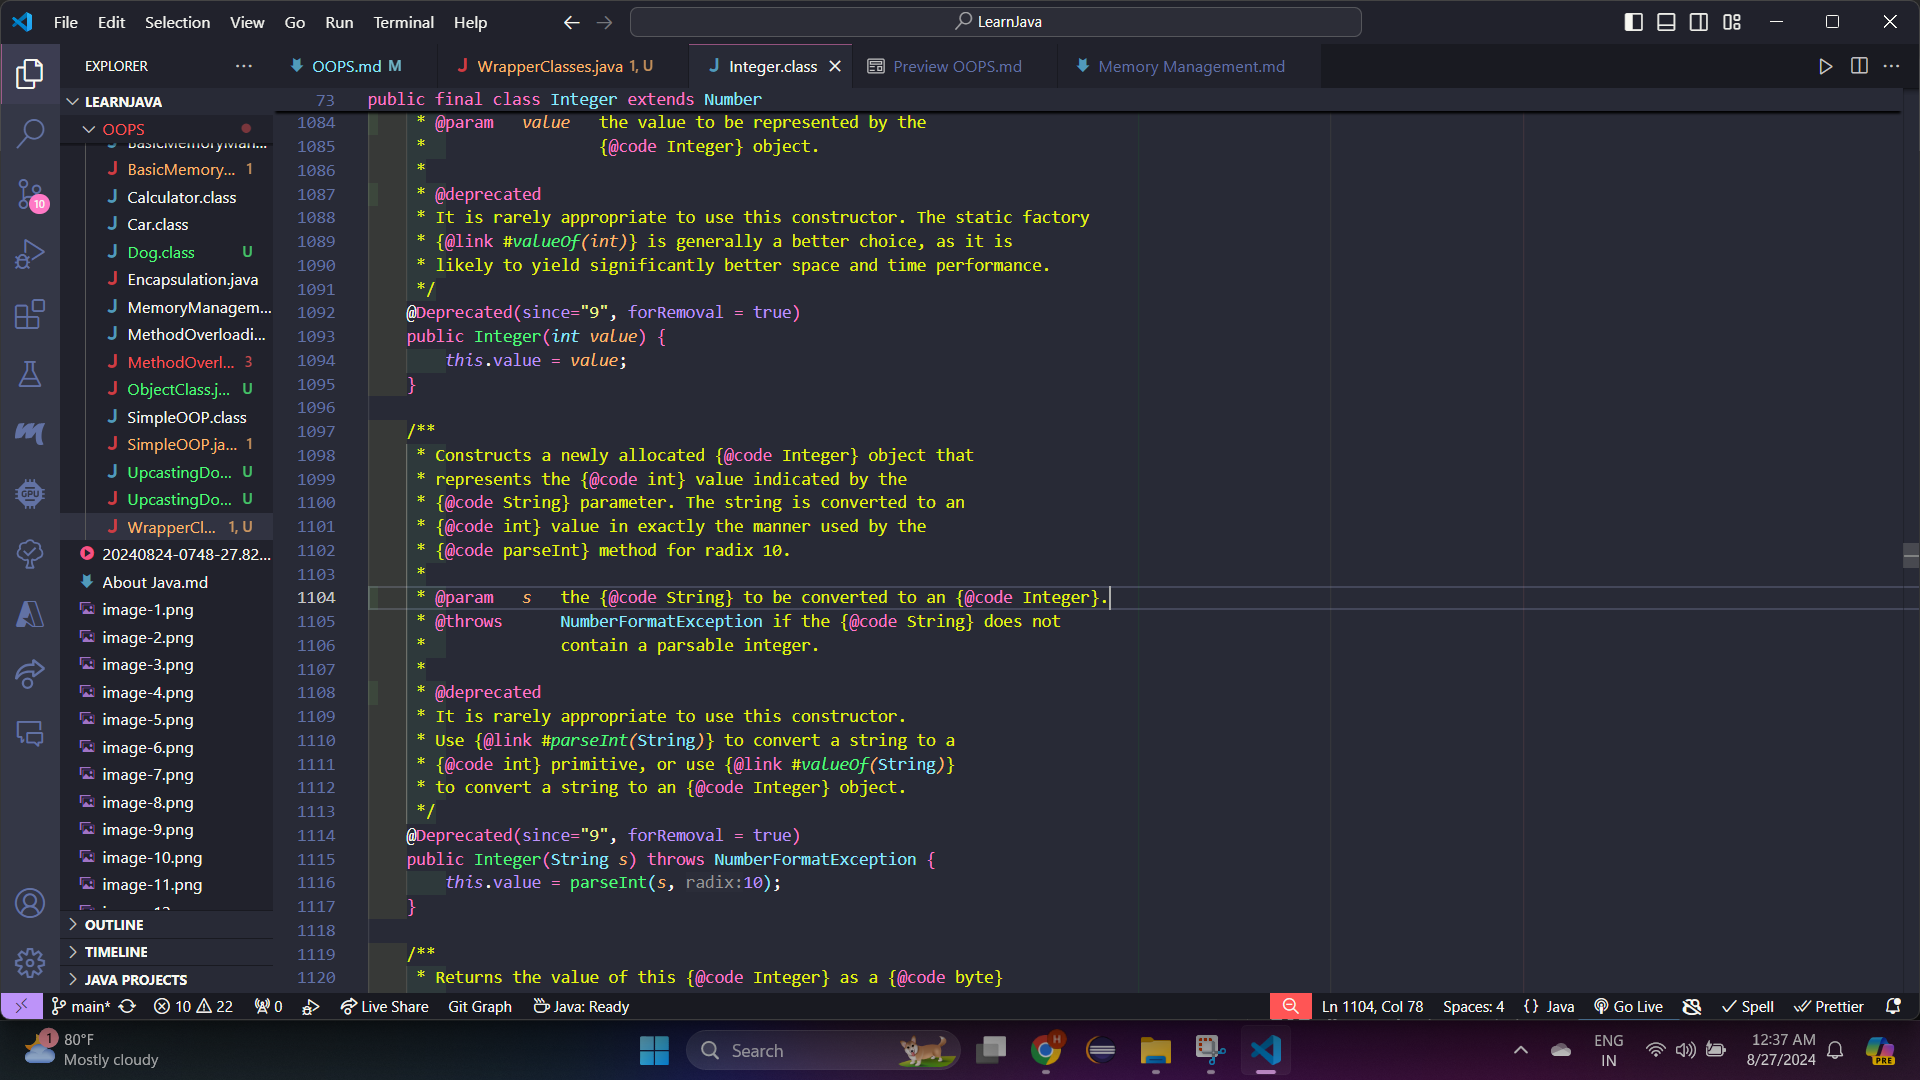 File Edit Selection View Go Run Terminal Help
LearnJava
EXPLORER
OOPS.md M
WrapperClasses.java 1, U
Integer.class
Preview OOPS.md
Memory Management.md
LEARNJAVA
OOPS
BasicMemory... 1
Calculator.class
Car.class
Dog.class U
Encapsulation.java
MemoryManagem...
MethodOverloadi...
MethodOverl... 3
ObjectClass.j... U
SimpleOOP.class
SimpleOOP.ja... 1
UpcastingDo... U
UpcastingDo... U
WrapperCl... 1, U
20240824-0748-27.82...
About Java.md
image-1.png
image-2.png
image-3.png
image-4.png
image-5.png
image-6.png
image-7.png
image-8.png
image-9.png
image-10.png
image-11.png
OUTLINE
TIMELINE
JAVA PROJECTS
10
GPU
73 public final class Integer extends Number
1084 * @param value the value to be represented by the
1085 * {@code Integer} object.
1086 *
1087 * @deprecated
1088 * It is rarely appropriate to use this constructor. The static factory
1089 * {@link #valueOf(int)} is generally a better choice, as it is
1090 * likely to yield significantly better space and time performance.
1091 */
1092 @Deprecated(since="9", forRemoval = true)
1093 public Integer(int value) {
1094 this.value = value;
1095 }
1096
1097 /**
1098 * Constructs a newly allocated {@code Integer} object that
1099 * represents the {@code int} value indicated by the
1100 * {@code String} parameter. The string is converted to an
1101 * {@code int} value in exactly the manner used by the
1102 * {@code parseInt} method for radix 10.
1103 *
1104 * @param s the {@code String} to be converted to an {@code Integer}.
1105 * @throws NumberFormatException if the {@code String} does not
1106 * contain a parsable integer.
1107 *
1108 * @deprecated
1109 * It is rarely appropriate to use this constructor.
1110 * Use {@link #parseInt(String)} to convert a string to a
1111 * {@code int} primitive, or use {@link #valueOf(String)}
1112 * to convert a string to an {@code Integer} object.
1113 */
1114 @Deprecated(since="9", forRemoval = true)
1115 public Integer(String s) throws NumberFormatException {
1116 this.value = parseInt(s, radix:10);
1117 }
1118
1119 /**
1120 * Returns the value of this {@code Integer} as a {@code byte}
main* 10 22 0 Live Share Git Graph Java: Ready
Ln 1104, Col 78 Spaces: 4 {} Java Go Live Spell Prettier
1
80°F
Mostly cloudy
Search
H
ENG
IN
12:37 AM
8/27/2024
PRE